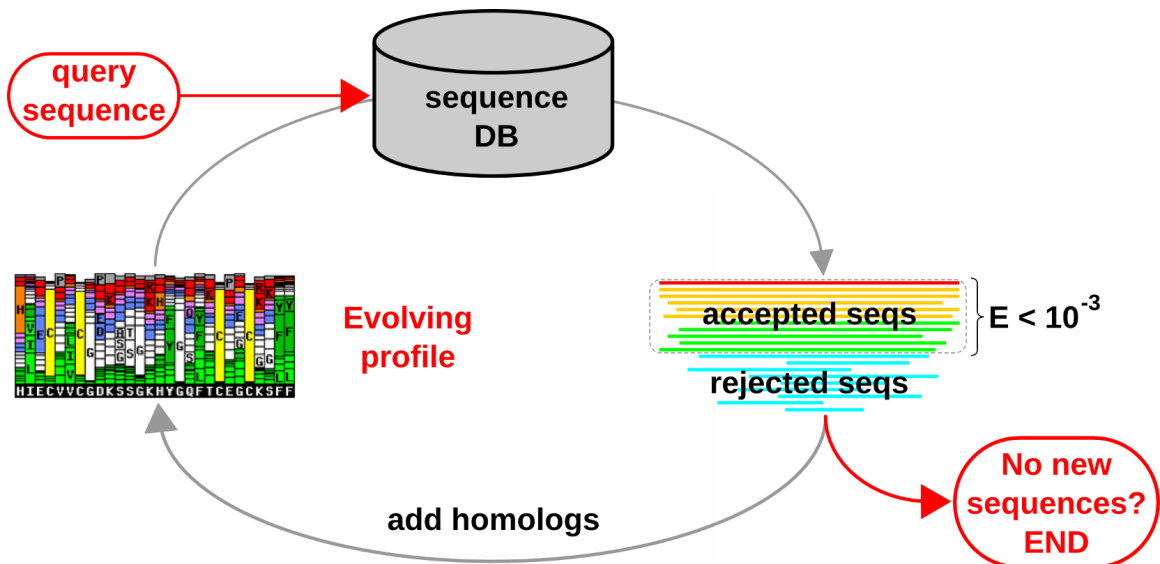 query
sequence
sequence
DB
Evolving
profile
accepted seqs
E < 10^-3
rejected seqs
HIECVVCGDKSSGKHYGQFTCEGCKSFF
add homologs
No new
sequences?
END